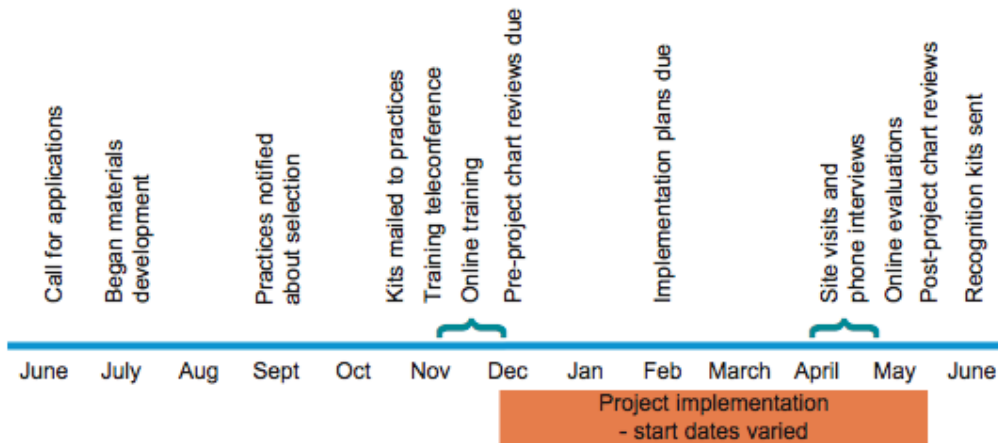 Call for applications
Began materials
development
Practices notified
about selection
Kits mailed to practices
Training teleconference
Online training
Pre-project chart reviews due
Implementation plans due
Site visits and
phone interviews
Online evaluations
Post-project chart reviews
Recognition kits sent
June July Aug Sept Oct Nov Dec Jan Feb March April May June
Project implementation
- start dates varied